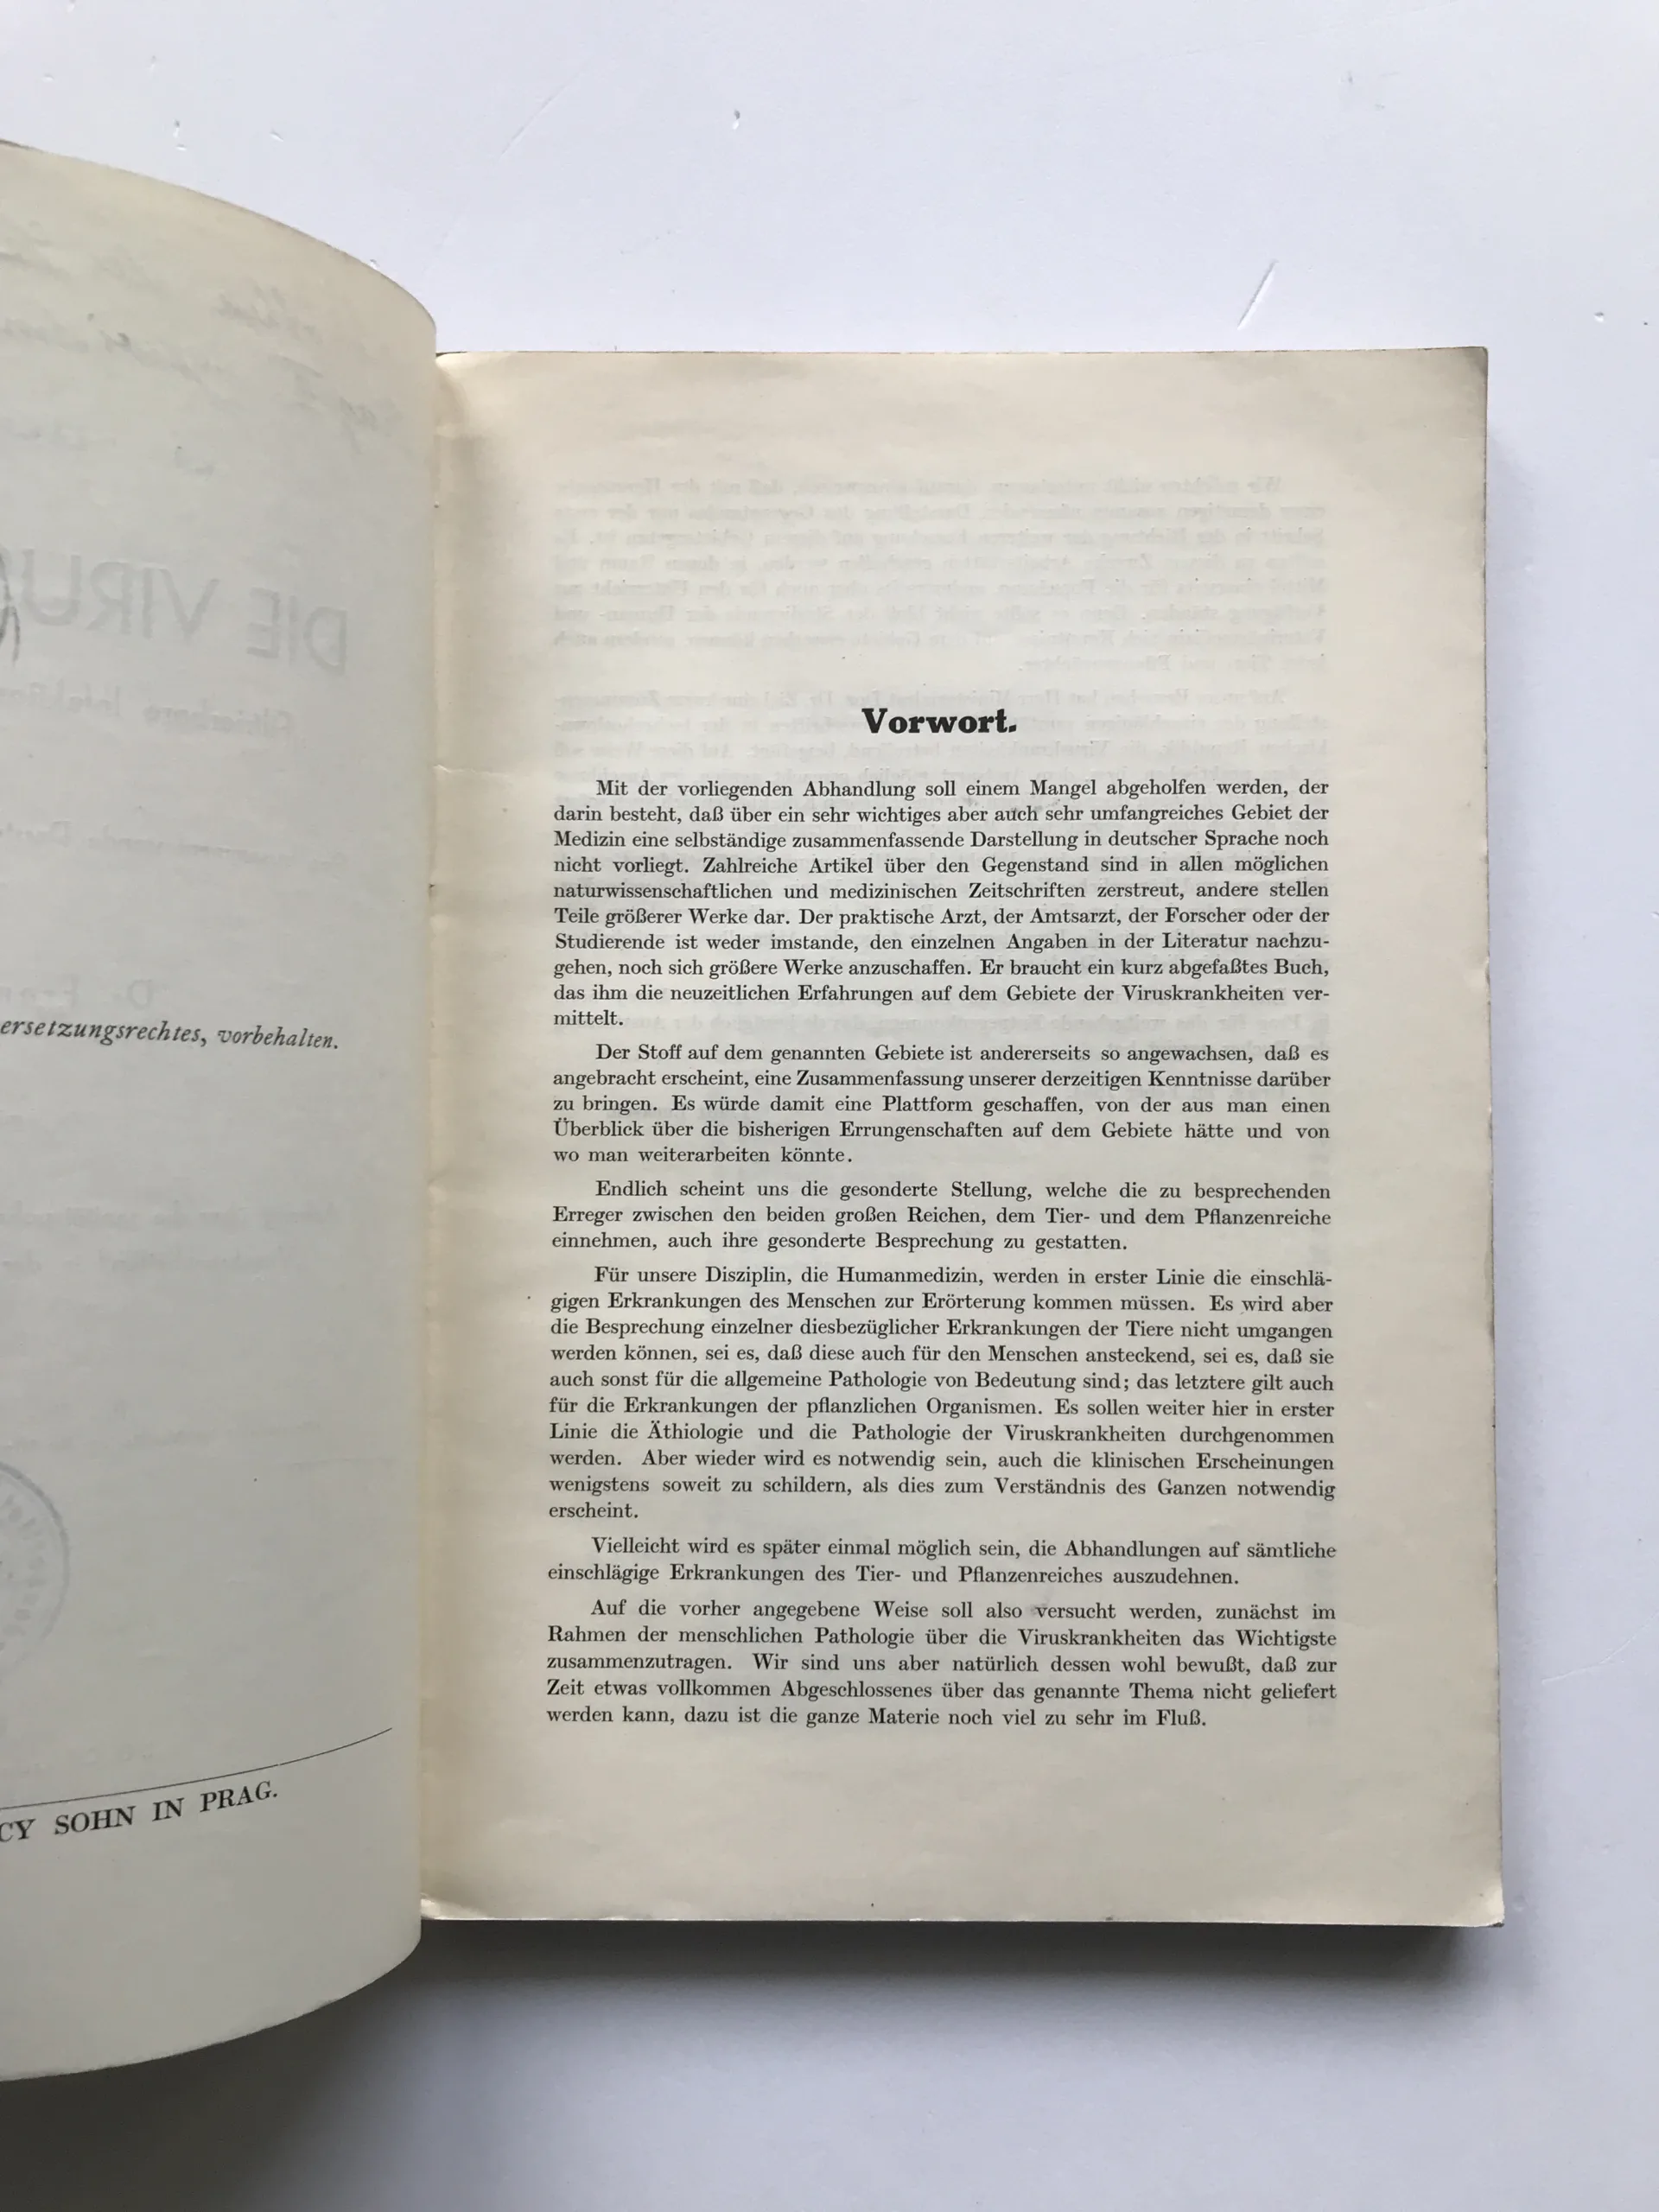 ersetzungsrechtes, vorbehalten.
CY SOHN IN PRAG.
Vorwort.
Mit der vorliegenden Abhandlung soll einem Mangel abgeholfen werden, der
darin besteht, daß über ein sehr wichtiges aber auch sehr umfangreiches Gebiet der
Medizin eine selbständige zusammenfassende Darstellung in deutscher Sprache noch
nicht vorliegt. Zahlreiche Artikel über den Gegenstand sind in allen möglichen
naturwissenschaftlichen und medizinischen Zeitschriften zerstreut, andere stellen
Teile größerer Werke dar. Der praktische Arzt, der Amtsarzt, der Forscher oder der
Studierende ist weder imstande, den einzelnen Angaben in der Literatur nachzu-
gehen, noch sich größere Werke anzuschaffen. Er braucht ein kurz abgefaßtes Buch,
das ihm die neuzeitlichen Erfahrungen auf dem Gebiete der Viruskrankheiten ver-
mittelt.
Der Stoff auf dem genannten Gebiete ist andererseits so angewachsen, daß es
angebracht erscheint, eine Zusammenfassung unserer derzeitigen Kenntnisse darüber
zu bringen. Es würde damit eine Plattform geschaffen, von der aus man einen
Überblick über die bisherigen Errungenschaften auf dem Gebiete hätte und von
wo man weiterarbeiten könnte.
Endlich scheint uns die gesonderte Stellung, welche die zu besprechenden
Erreger zwischen den beiden großen Reichen, dem Tier- und dem Pflanzenreiche
einnehmen, auch ihre gesonderte Besprechung zu gestatten.
Für unsere Disziplin, die Humanmedizin, werden in erster Linie die einschlä-
gigen Erkrankungen des Menschen zur Erörterung kommen müssen. Es wird aber
die Besprechung einzelner diesbezüglicher Erkrankungen der Tiere nicht umgangen
werden können, sei es, daß diese auch für den Menschen ansteckend, sei es, daß sie
auch sonst für die allgemeine Pathologie von Bedeutung sind; das letztere gilt auch
für die Erkrankungen der pflanzlichen Organismen. Es sollen weiter hier in erster
Linie die Äthiologie und die Pathologie der Viruskrankheiten durchgenommen
werden. Aber wieder wird es notwendig sein, auch die klinischen Erscheinungen
wenigstens soweit zu schildern, als dies zum Verständnis des Ganzen notwendig
erscheint.
Vielleicht wird es später einmal möglich sein, die Abhandlungen auf sämtliche
einschlägige Erkrankungen des Tier- und Pflanzenreiches auszudehnen.
Auf die vorher angegebene Weise soll also versucht werden, zunächst im
Rahmen der menschlichen Pathologie über die Viruskrankheiten das Wichtigste
zusammenzutragen. Wir sind uns aber natürlich dessen wohl bewußt, daß zur
Zeit etwas vollkommen Abgeschlossenes über das genannte Thema nicht geliefert
werden kann, dazu ist die ganze Materie noch viel zu sehr im Fluß.